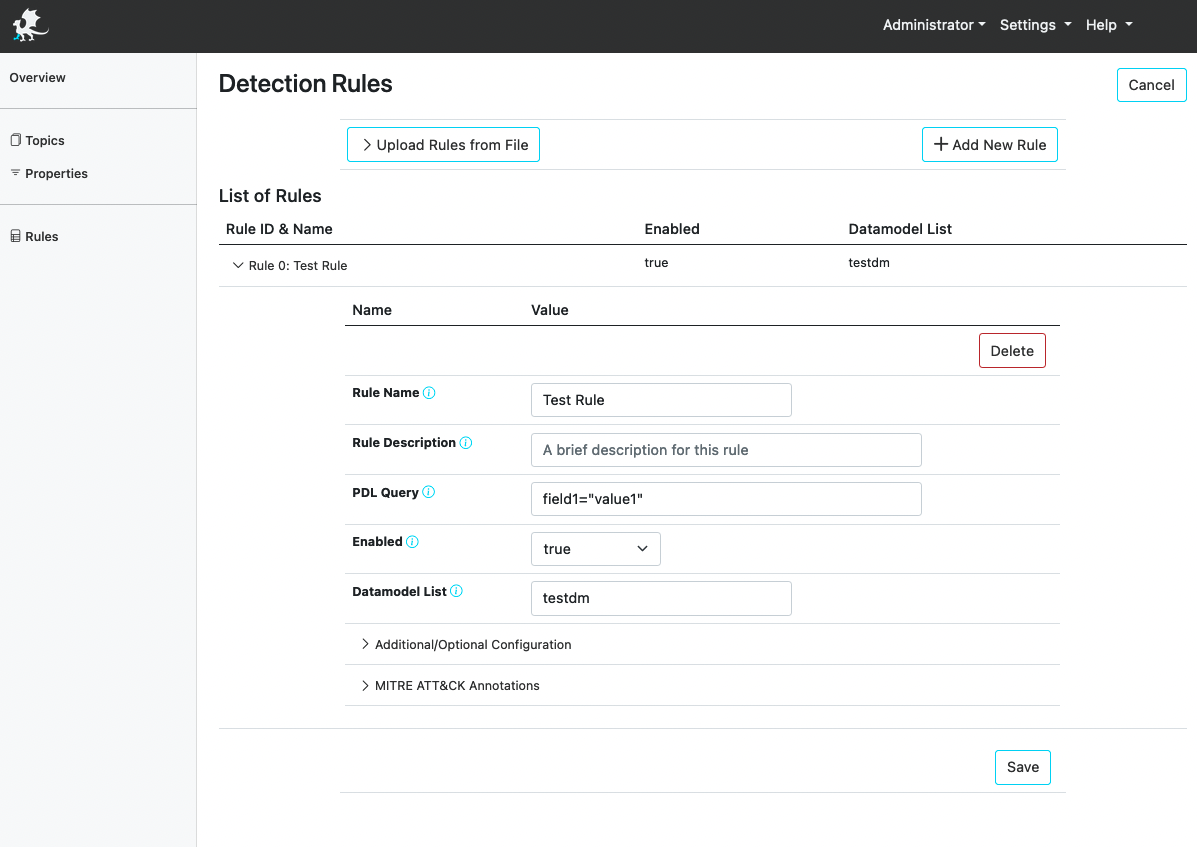 Administrator Settings Help
Overview
Topics
Properties
Rules
Detection Rules
Cancel
Upload Rules from File
Add New Rule
List of Rules
Rule ID & Name Enabled Datamodel List
Rule 0: Test Rule true testdm
Name Value
Delete
Rule Name Test Rule
Rule Description A brief description for this rule
PDL Query field1="value1"
Enabled true
Datamodel List testdm
Additional/Optional Configuration
MITRE ATT&CK Annotations
Save